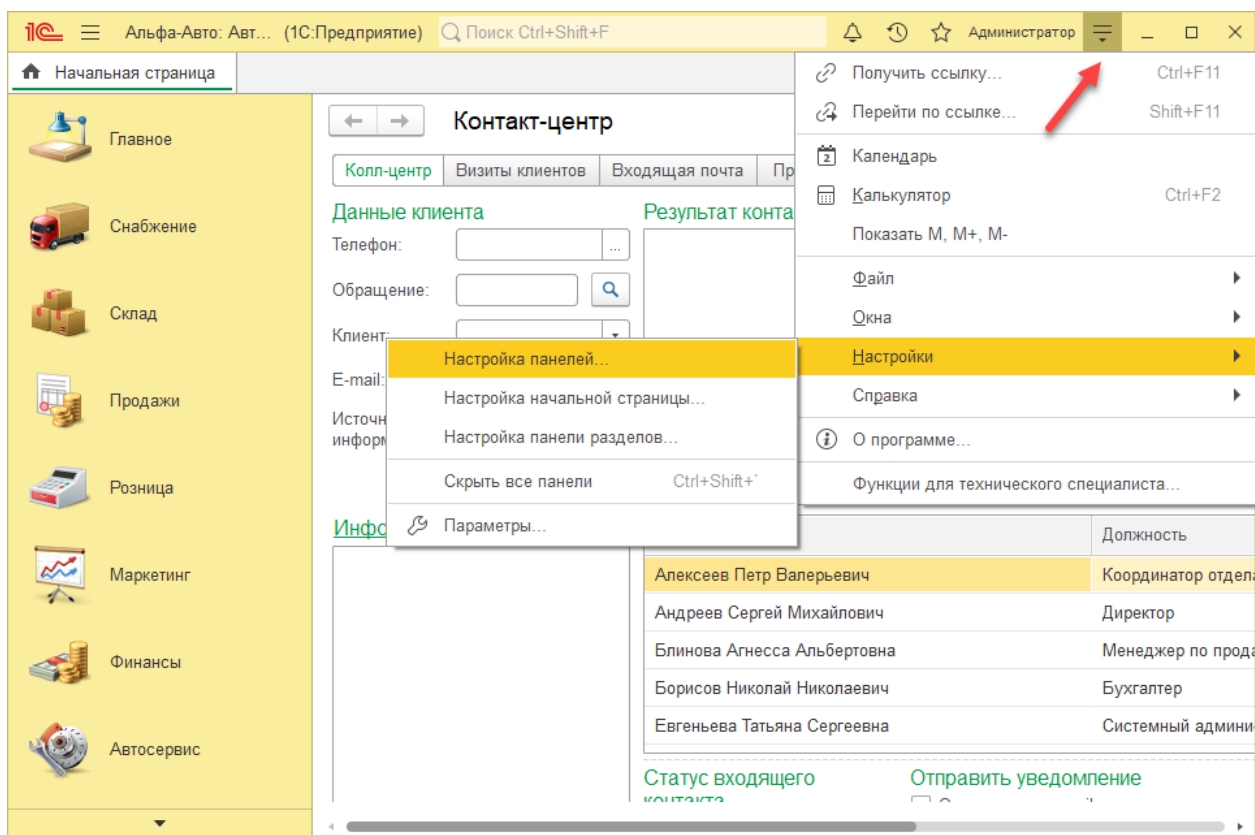 1С Альфа-Авто: Авт... (1С:Предприятие) Поиск Ctrl+Shift+F Администратор
Начальная страница
Получить ссылку... Ctrl+F11
Перейти по ссылке... Shift+F11
Календарь
Калькулятор Ctrl+F2
Показать M, M+, M-
Файл
Окна
Настройки
Справка
О программе...
Функции для технического специалиста...
Настройка панелей...
Настройка начальной страницы...
Настройка панели разделов...
Скрыть все панели Ctrl+Shift+`
Параметры...
Главное
Снабжение
Склад
Продажи
Розница
Маркетинг
Финансы
Автосервис
Контакт-центр
Колл-центр Визиты клиентов Входящая почта Пр
Данные клиента Результат конта
Телефон: ...
Обращение:
Клиент:
E-mail:
Источн
информ
Инфо
Должность
Алексеев Петр Валерьевич Координатор отдел
Андреев Сергей Михайлович Директор
Блинова Агнесса Альбертовна Менеджер по прода
Борисов Николай Николаевич Бухгалтер
Евгеньева Татьяна Сергеевна Системный админи
Статус входящего Отправить уведомление
контакта